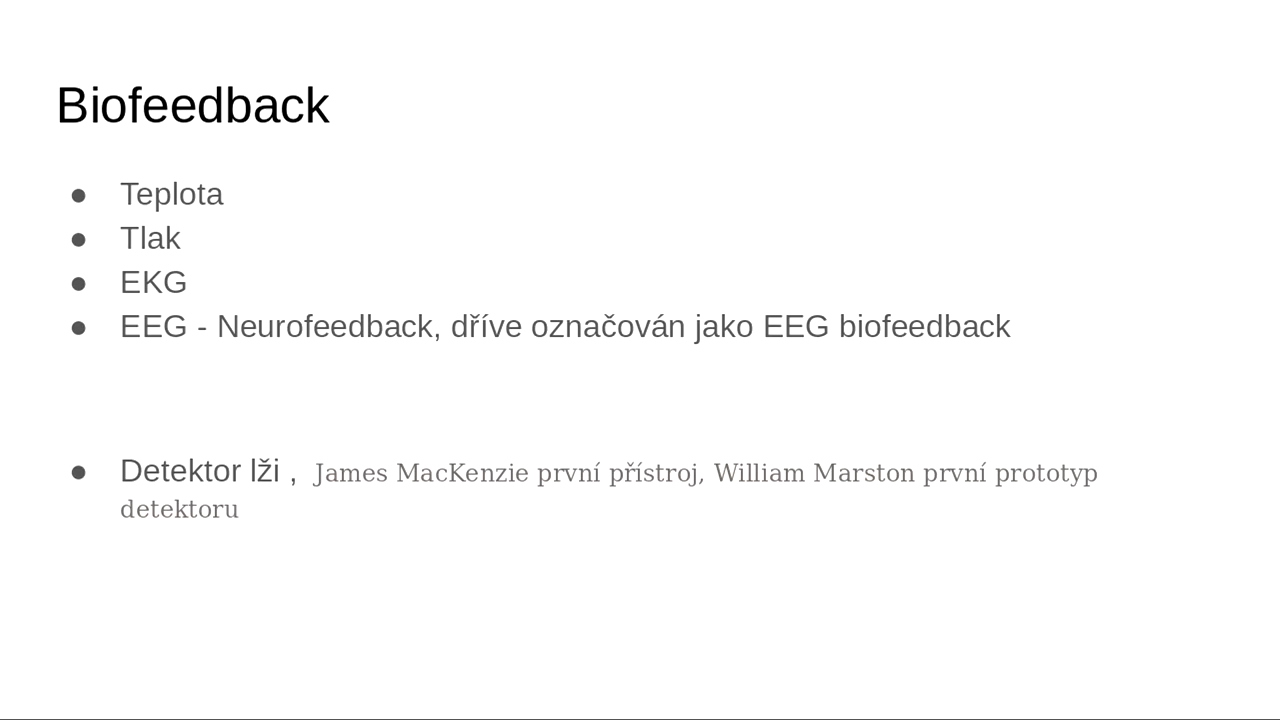 Biofeedback
● Teplota
● Tlak
● EKG
● EEG - Neurofeedback, dříve označován jako EEG biofeedback
● Detektor lži , James MacKenzie první přístroj, William Marston první prototyp
detektoru